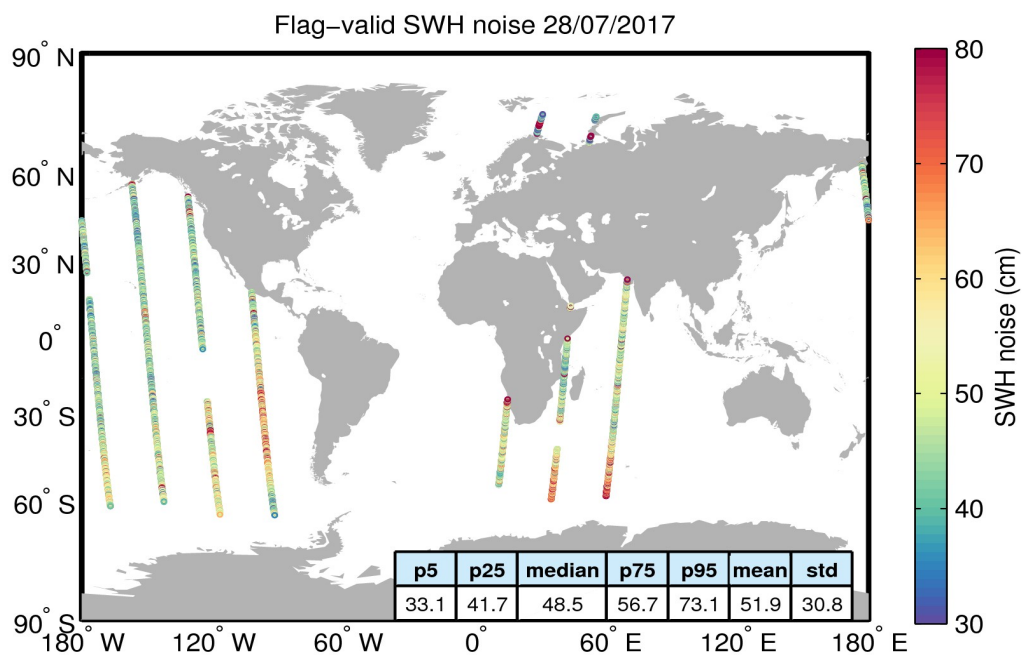 Flag−valid SWH noise 28/07/2017
90° N
60° N
30° N
0°
30° S
60° S
90° S
180° W
120° W
60° W
0°
60° E
120° E
180° E
p5 p25 median p75 p95 mean std
33.1 41.7 48.5 56.7 73.1 51.9 30.8
80
70
60
50
40
30
SWH noise (cm)